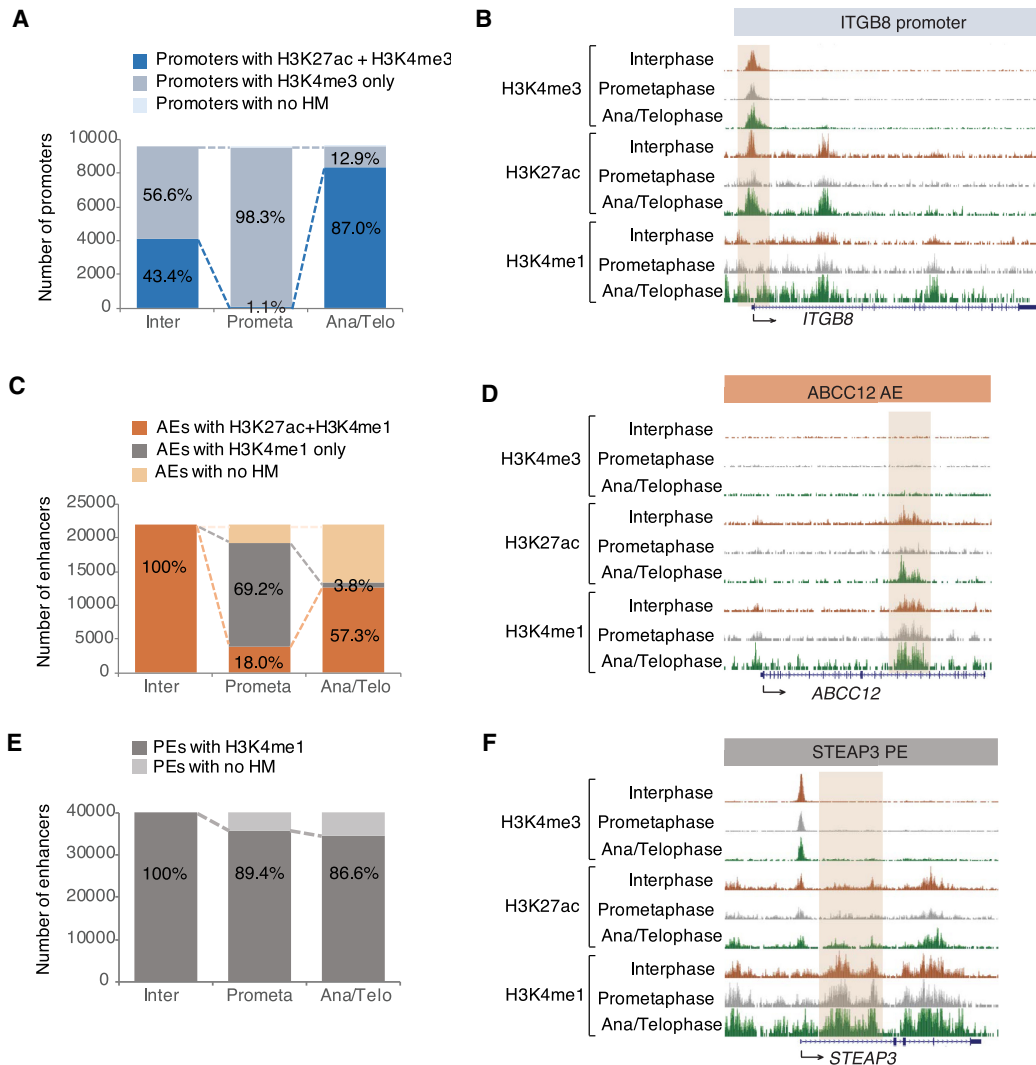 A
Promoters with H3K27ac + H3K4me3
Promoters with H3K4me3 only
Promoters with no HM
Number of promoters
10000
8000
6000
4000
2000
0
56.6%
43.4%
98.3%
1.1%
12.9%
87.0%
Inter
Prometa
Ana/Telo
B
ITGB8 promoter
H3K4me3
Interphase
Prometaphase
Ana/Telophase
H3K27ac
Interphase
Prometaphase
Ana/Telophase
H3K4me1
Interphase
Prometaphase
Ana/Telophase
ITGB8
C
AEs with H3K27ac+H3K4me1
AEs with H3K4me1 only
AEs with no HM
Number of enhancers
25000
20000
15000
10000
5000
0
100%
69.2%
18.0%
3.8%
57.3%
Inter
Prometa
Ana/Telo
D
ABCC12 AE
H3K4me3
Interphase
Prometaphase
Ana/Telophase
H3K27ac
Interphase
Prometaphase
Ana/Telophase
H3K4me1
Interphase
Prometaphase
Ana/Telophase
ABCC12
E
PEs with H3K4me1
PEs with no HM
Number of enhancers
40000
30000
20000
10000
0
100%
89.4%
86.6%
Inter
Prometa
Ana/Telo
F
STEAP3 PE
H3K4me3
Interphase
Prometaphase
Ana/Telophase
H3K27ac
Interphase
Prometaphase
Ana/Telophase
H3K4me1
Interphase
Prometaphase
Ana/Telophase
STEAP3